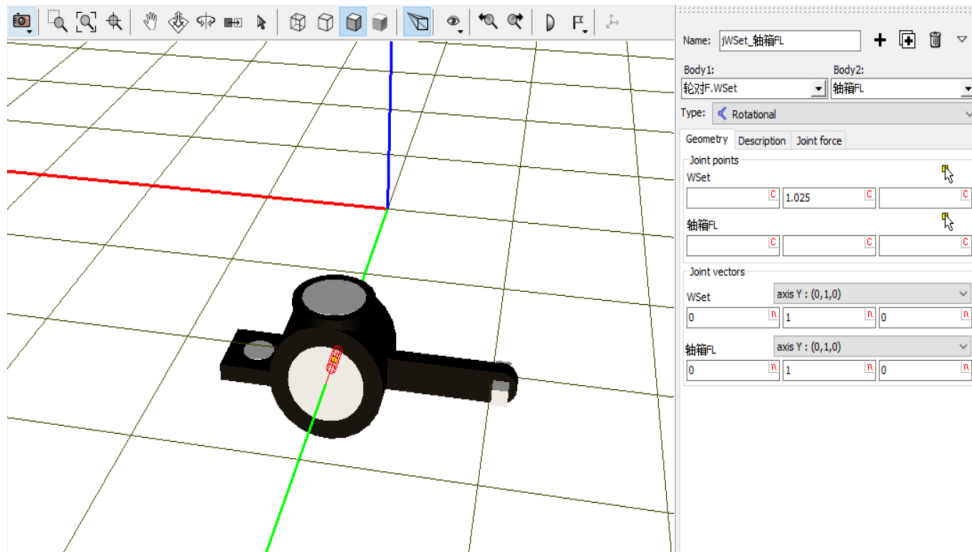 Name: jWSet_轴箱FL
Body1: Body2:
轮对F.WSet 轴箱FL
Type: Rotational
Geometry Description Joint force
Joint points
WSet
C 1.025 C C
轴箱FL
C C C
Joint vectors
WSet axis Y : (0,1,0)
0 n 1 n 0 n
轴箱FL axis Y : (0,1,0)
0 n 1 n 0 n